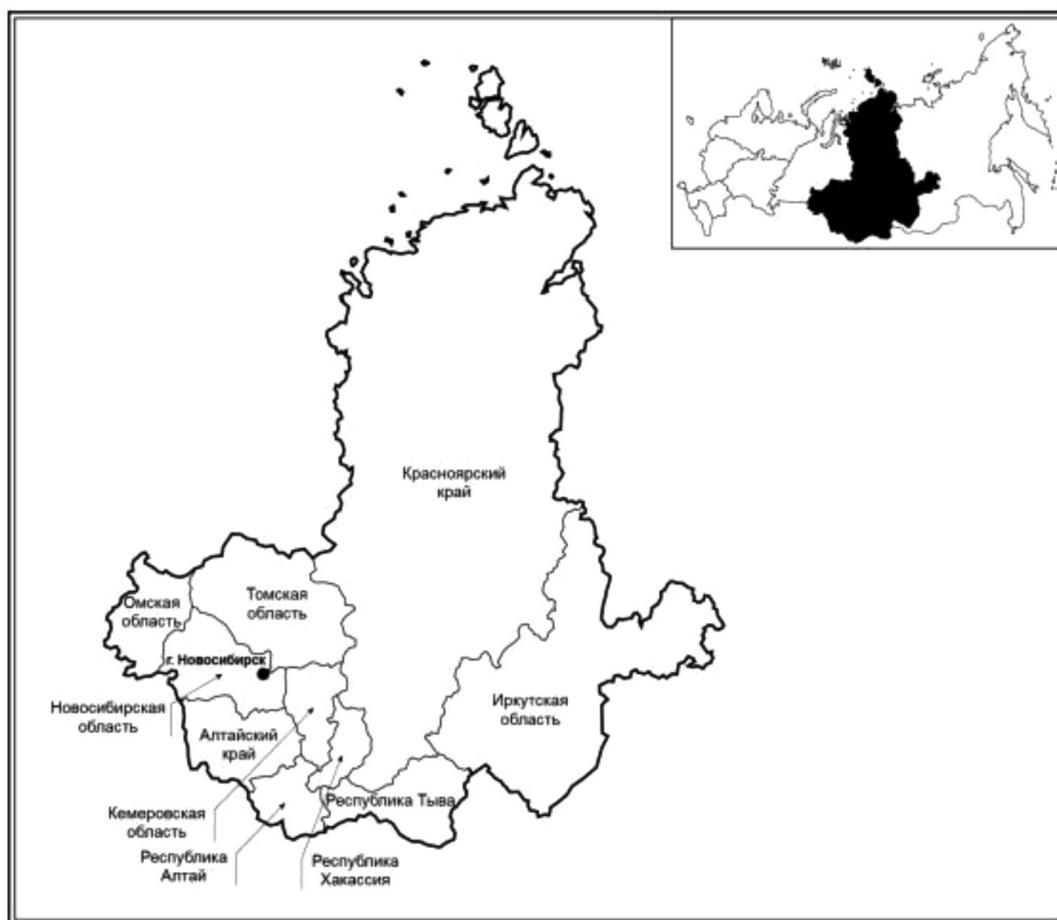 Красноярский
край
Омская
область
Томская
область
г. Новосибирск
Новосибирская
область
Алтайский
край
Иркутская
область
Кемеровская
область
Республика Тыва
Республика
Алтай
Республика
Хакассия